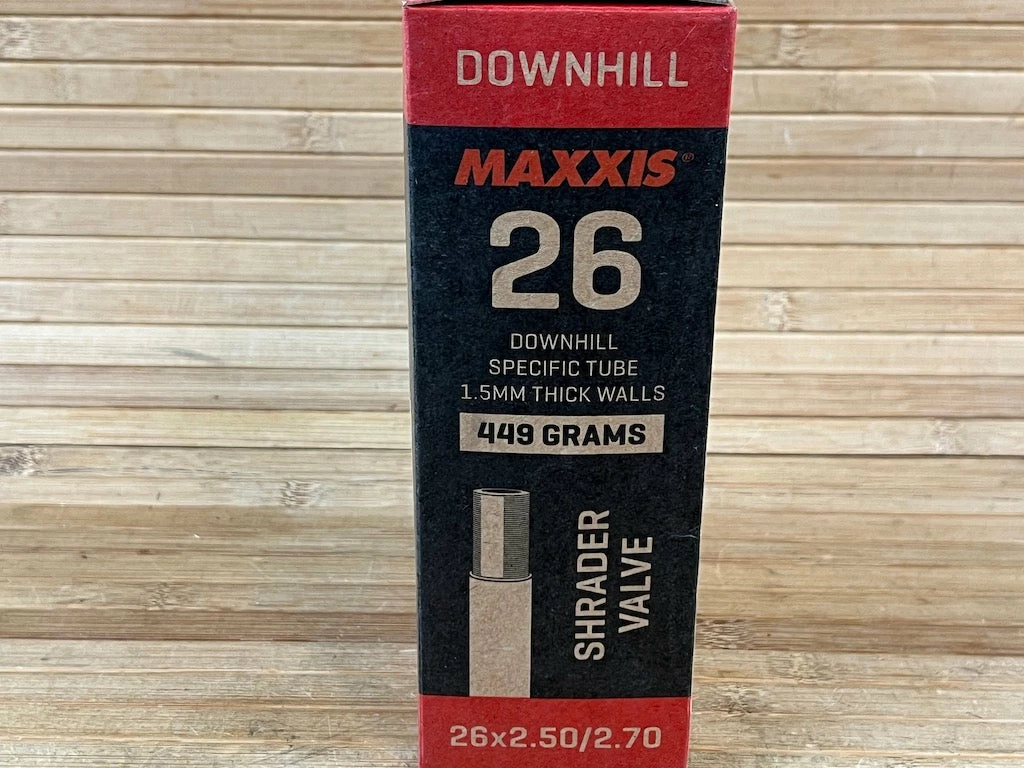 DOWNHILL
MAXXIS®
26
DOWNHILL
SPECIFIC TUBE
1.5MM THICK WALLS
449 GRAMS
SHRADER
VALVE
26x2.50/2.70